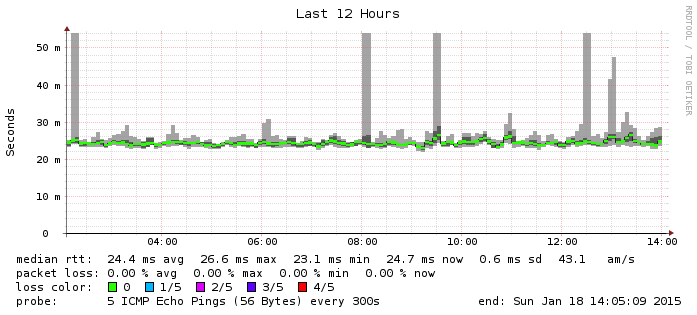 Last 12 Hours
RRDTOOL / TOBI OETIKER
Seconds
50 m
40 m
30 m
20 m
10 m
0
04:00 06:00 08:00 10:00 12:00 14:00
median rtt: 24.4 ms avg 26.6 ms max 23.1 ms min 24.7 ms now 0.6 ms sd 43.1 am/s
packet loss: 0.00 % avg 0.00 % max 0.00 % min 0.00 % now
loss color: 0 1/5 2/5 3/5 4/5
probe: 5 ICMP Echo Pings (56 Bytes) every 300s end: Sun Jan 18 14:05:09 2015